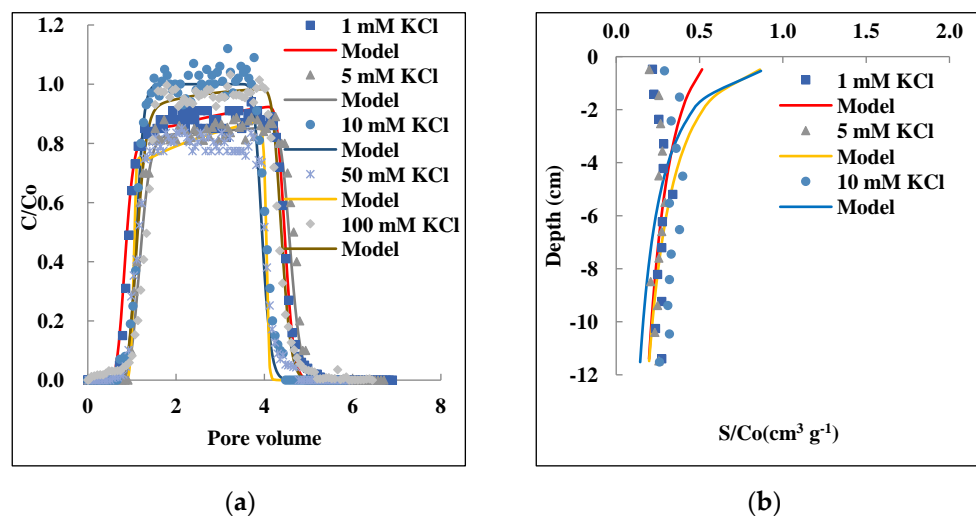 1.2
1.0
0.8
0.6
0.4
0.2
0.0
0 2 4 6 8
C/Co
Pore volume
1 mM KCl
Model
5 mM KCl
Model
10 mM KCl
Model
50 mM KCl
Model
100 mM KCl
Model
(a)
0.0 0.5 1.0 1.5 2.0
0
-2
-4
-6
-8
-10
-12
Depth (cm)
1 mM KCl
Model
5 mM KCl
Model
10 mM KCl
Model
S/Co(cm³ g⁻¹)
(b)